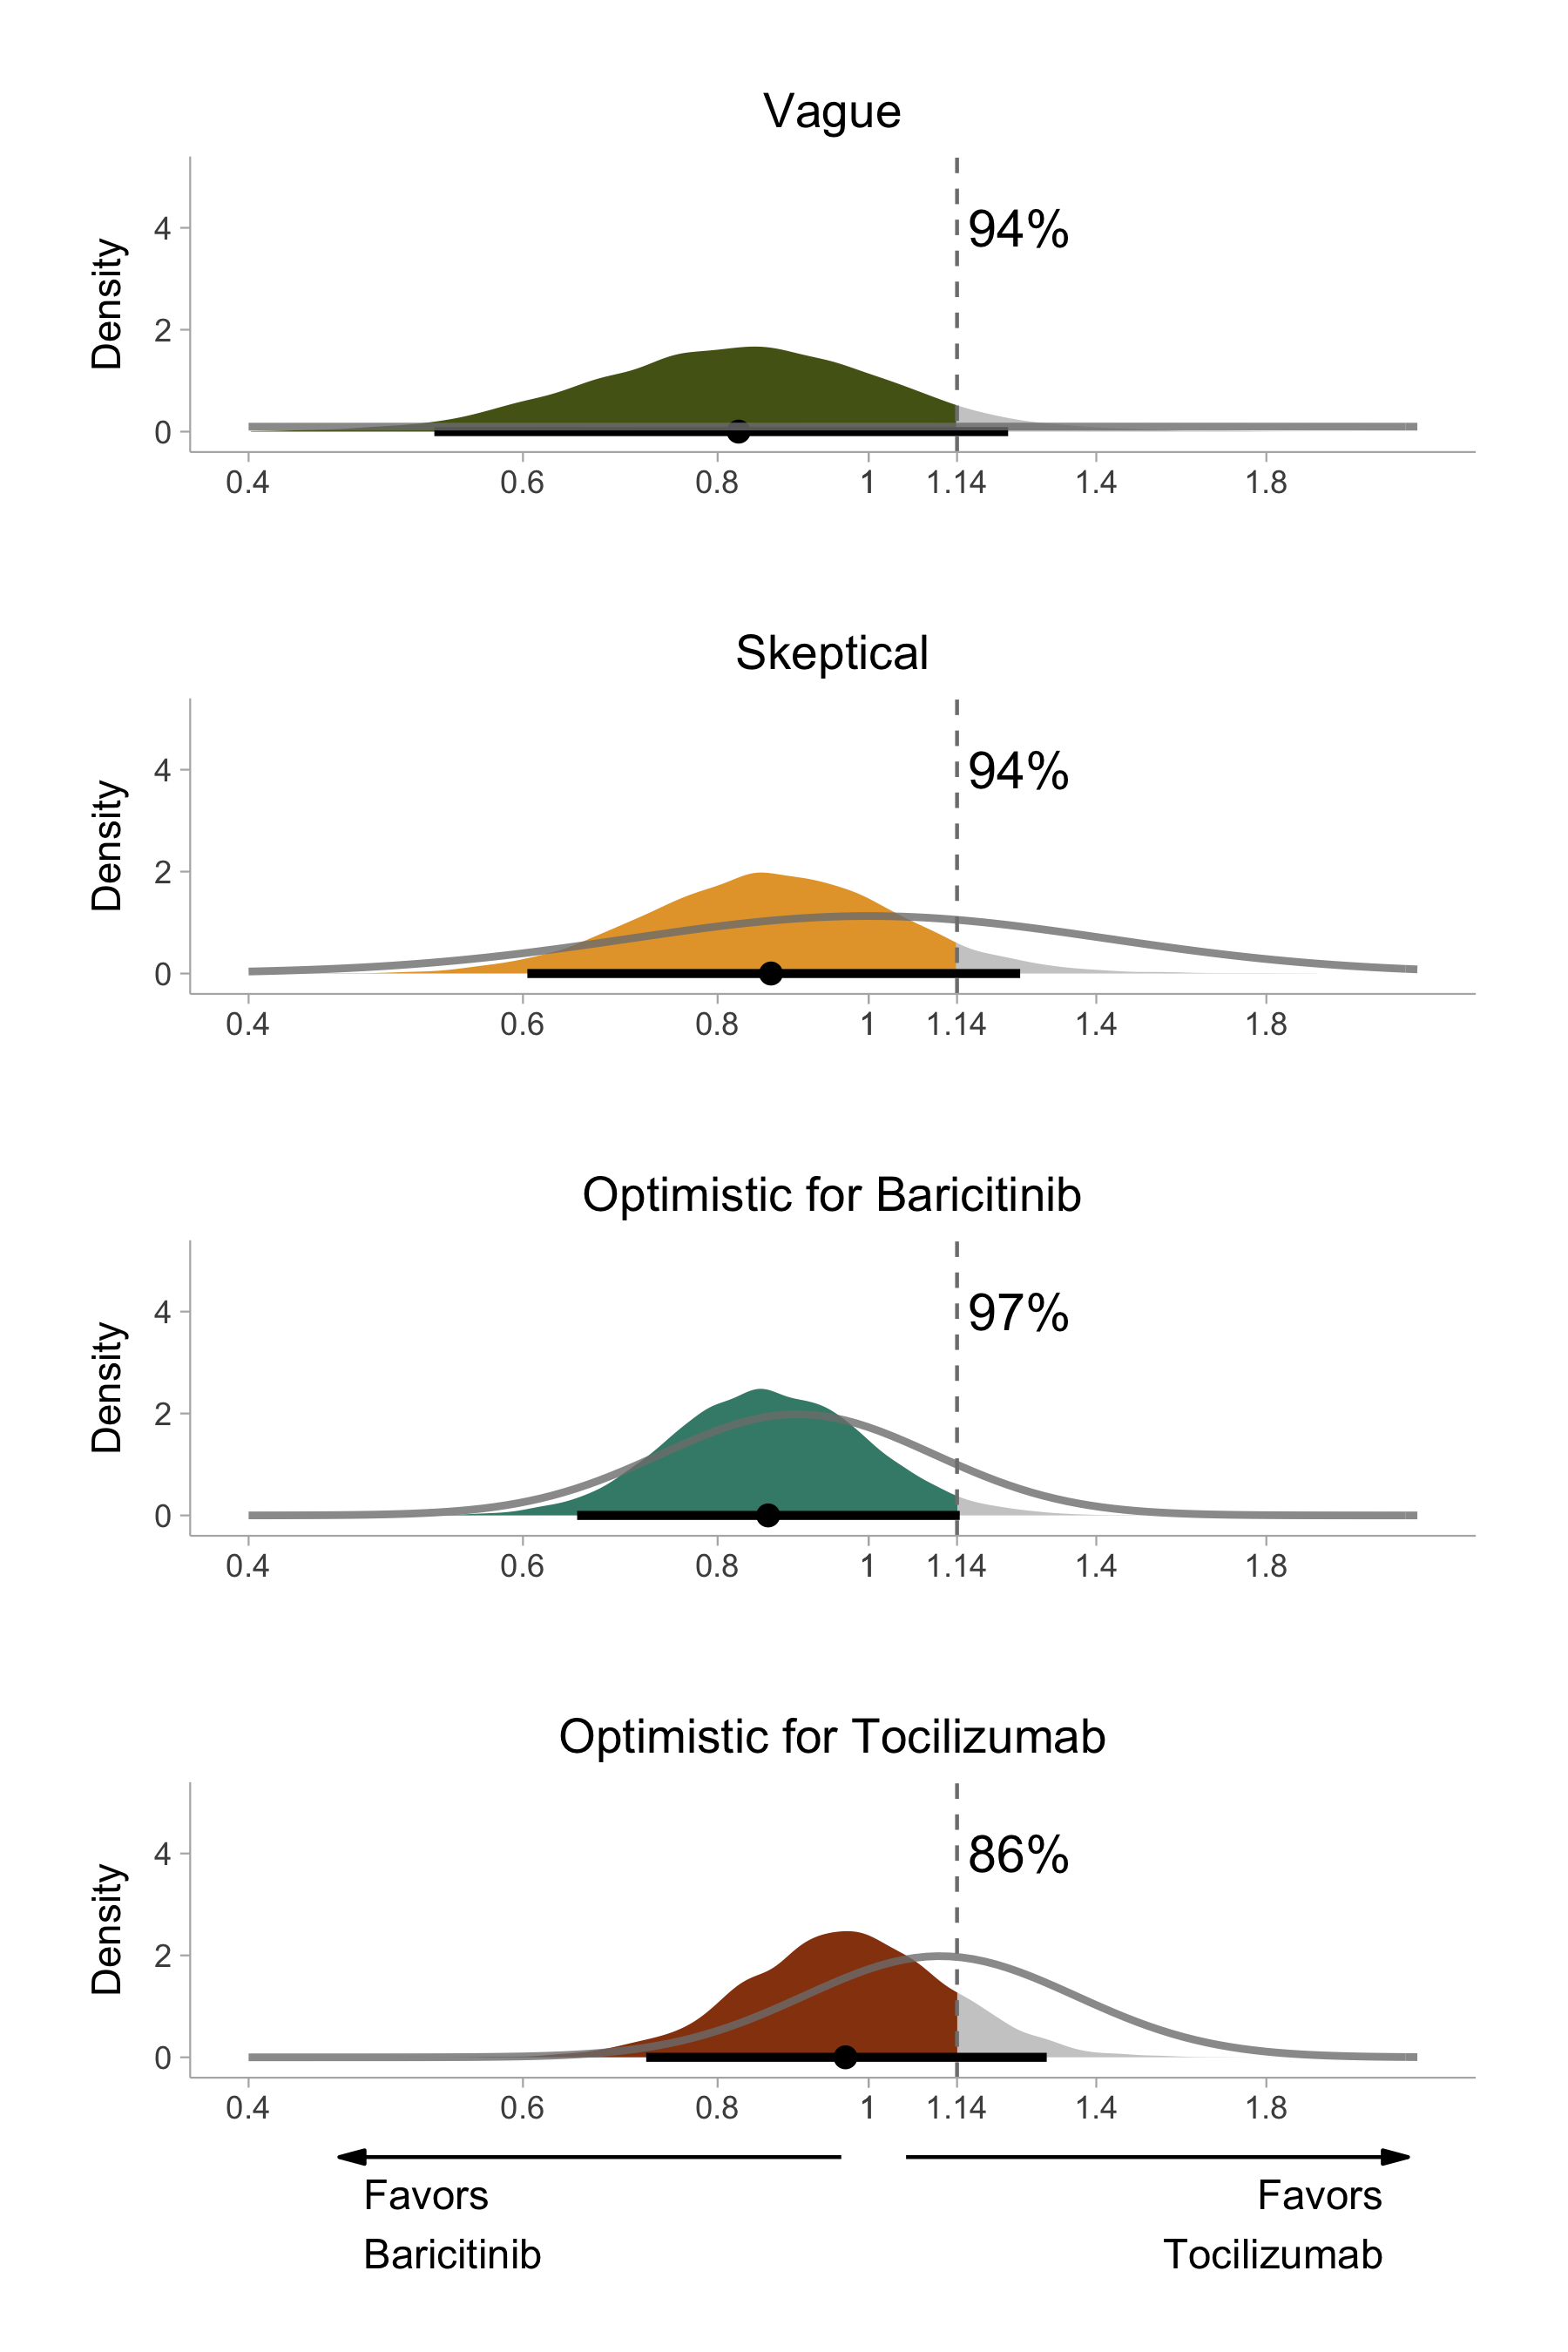 Vague
94%
Density
4
2
0
0.4 0.6 0.8 1 1.14 1.4 1.8
Skeptical
94%
Density
4
2
0
0.4 0.6 0.8 1 1.14 1.4 1.8
Optimistic for Baricitinib
97%
Density
4
2
0
0.4 0.6 0.8 1 1.14 1.4 1.8
Optimistic for Tocilizumab
86%
Density
4
2
0
0.4 0.6 0.8 1 1.14 1.4 1.8
Favors Favors
Baricitinib Tocilizumab